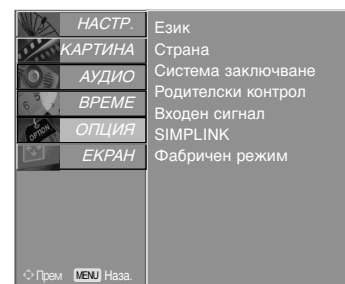 НАСТР.
КАРТИНА
АУДИО
ВРЕМЕ
ОПЦИЯ
ЕКРАН
Език
Страна
Система заключване
Родителски контрол
Входен сигнал
SIMPLINK
Фабричен режим
Прем MENU Наза.